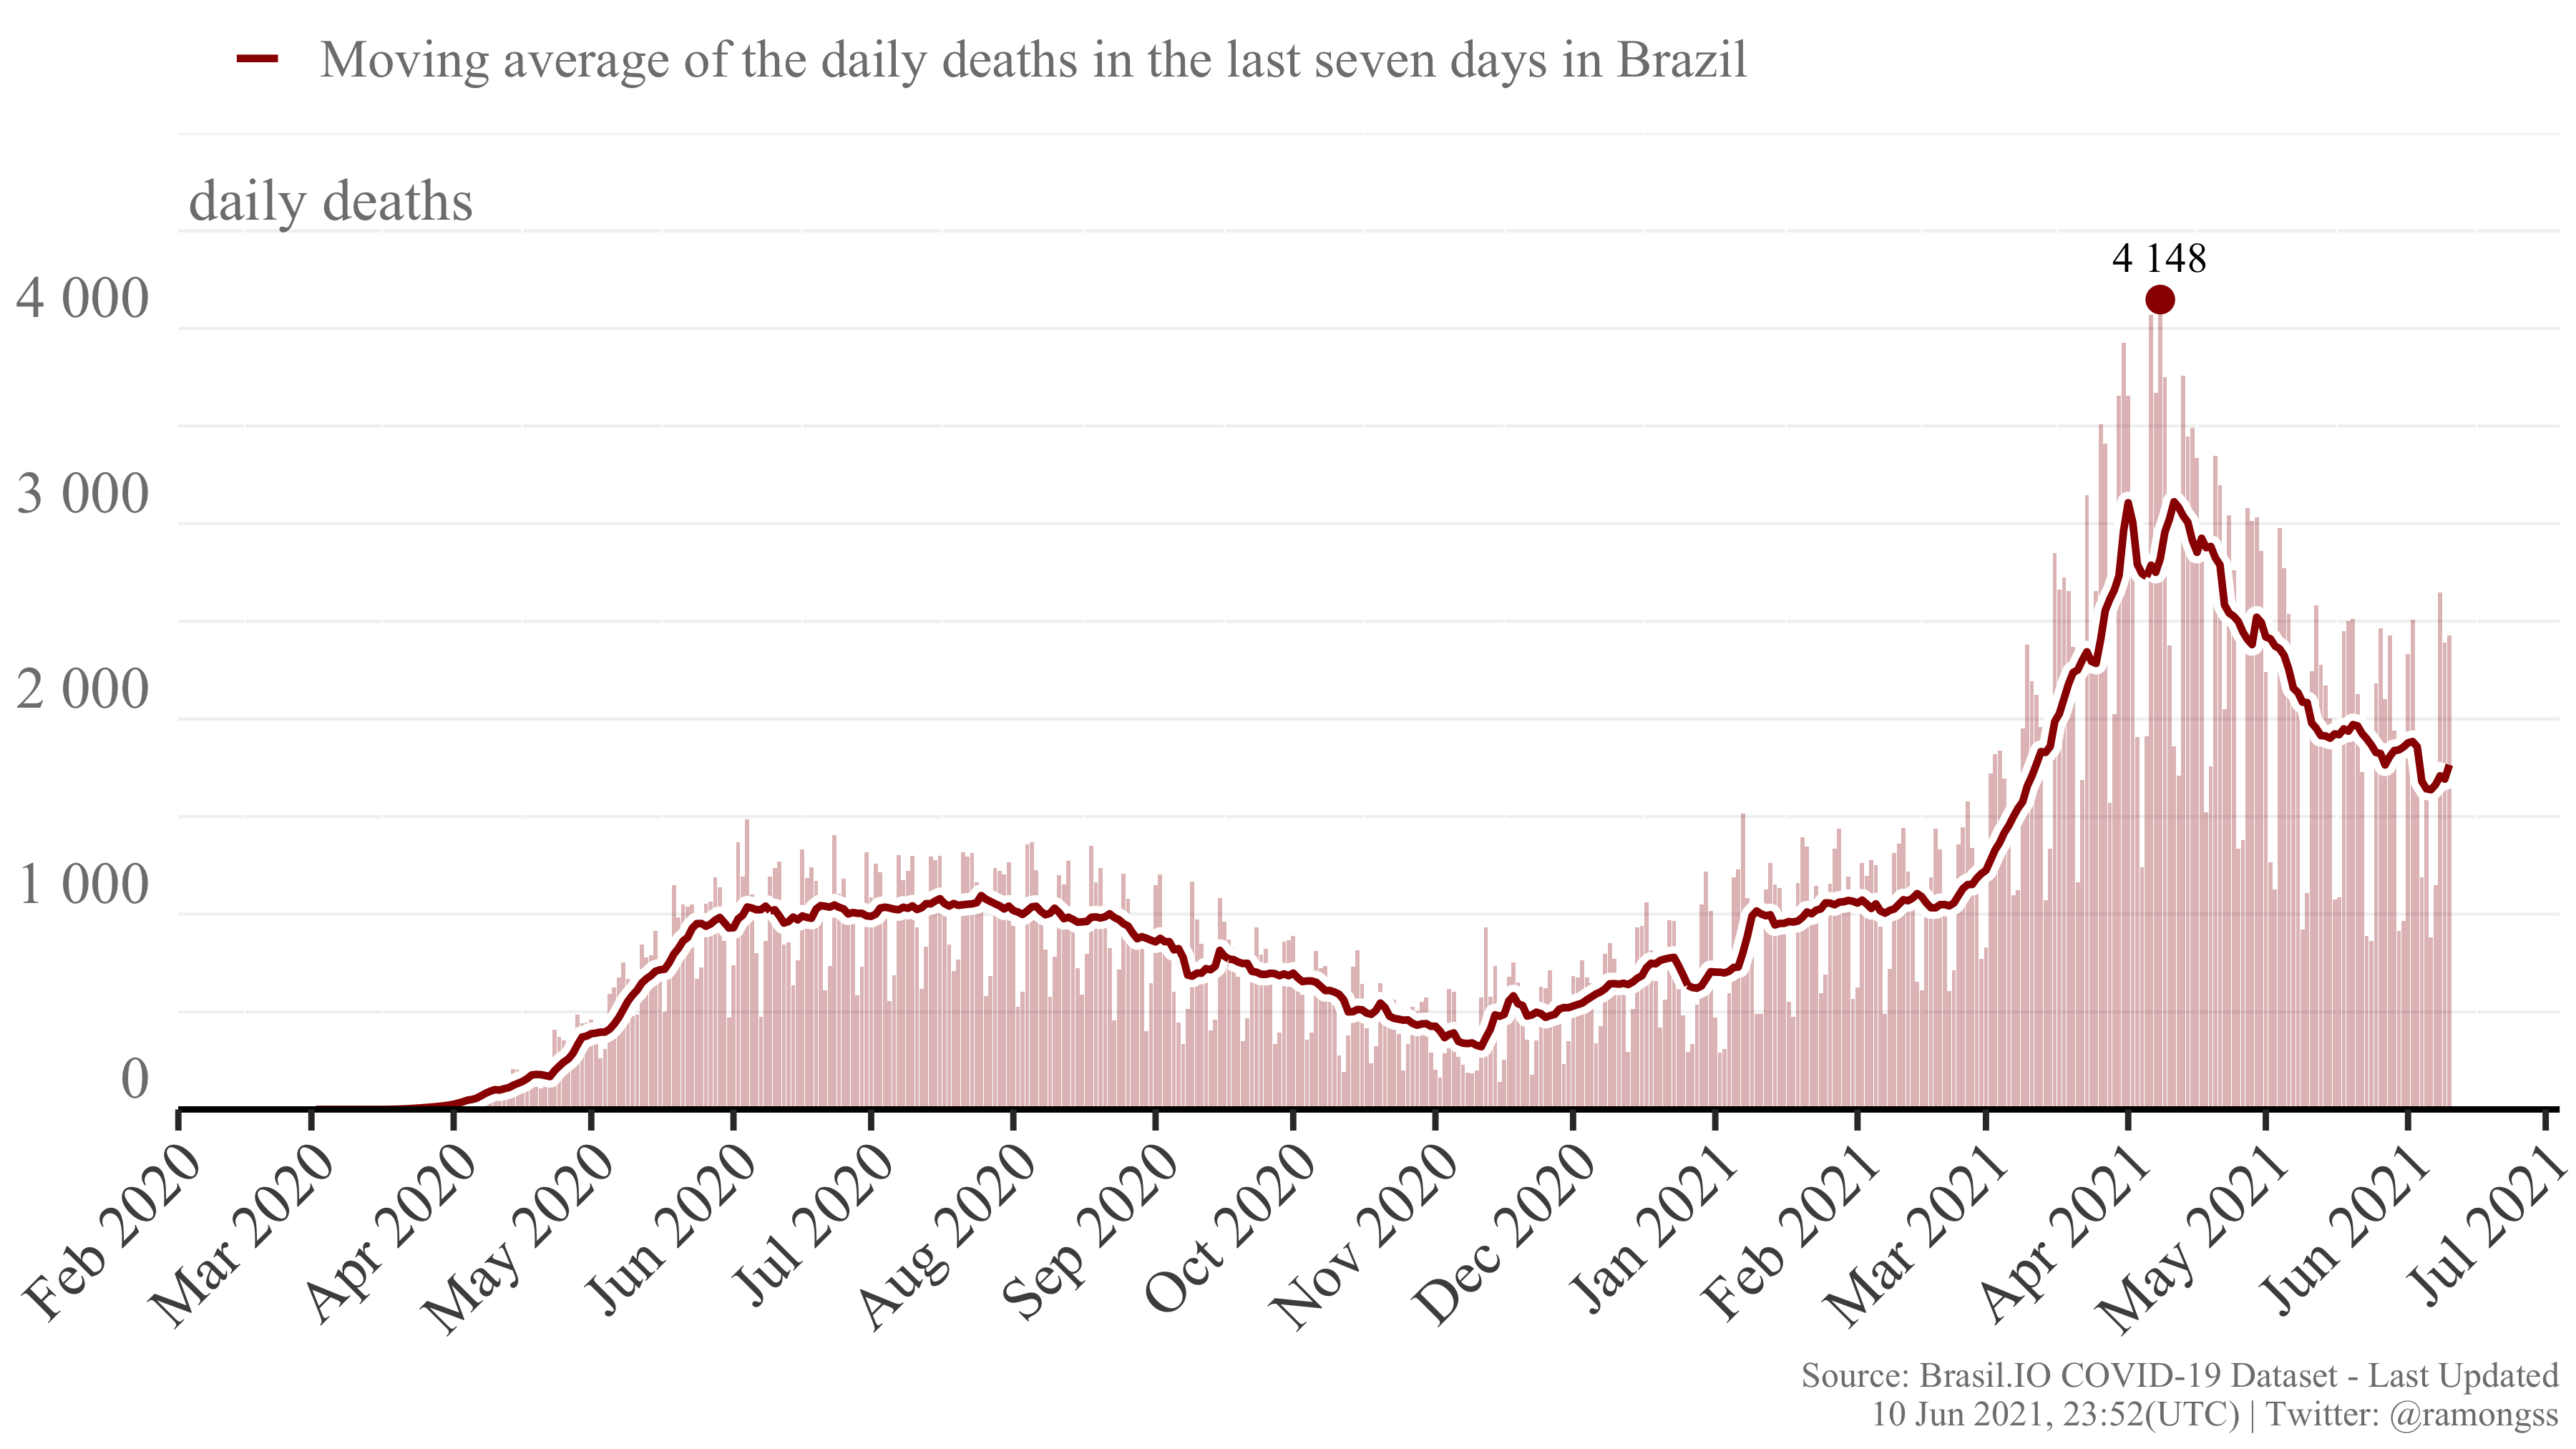 Moving average of the daily deaths in the last seven days in Brazil
daily deaths
4 148
4 000
3 000
2 000
1 000
0
Feb 2020
Mar 2020
Apr 2020
May 2020
Jun 2020
Jul 2020
Aug 2020
Sep 2020
Oct 2020
Nov 2020
Dec 2020
Jan 2021
Feb 2021
Mar 2021
Apr 2021
May 2021
Jun 2021
Jul 2021
Source: Brasil.IO COVID-19 Dataset - Last Updated
10 Jun 2021, 23:52(UTC) | Twitter: @ramongss